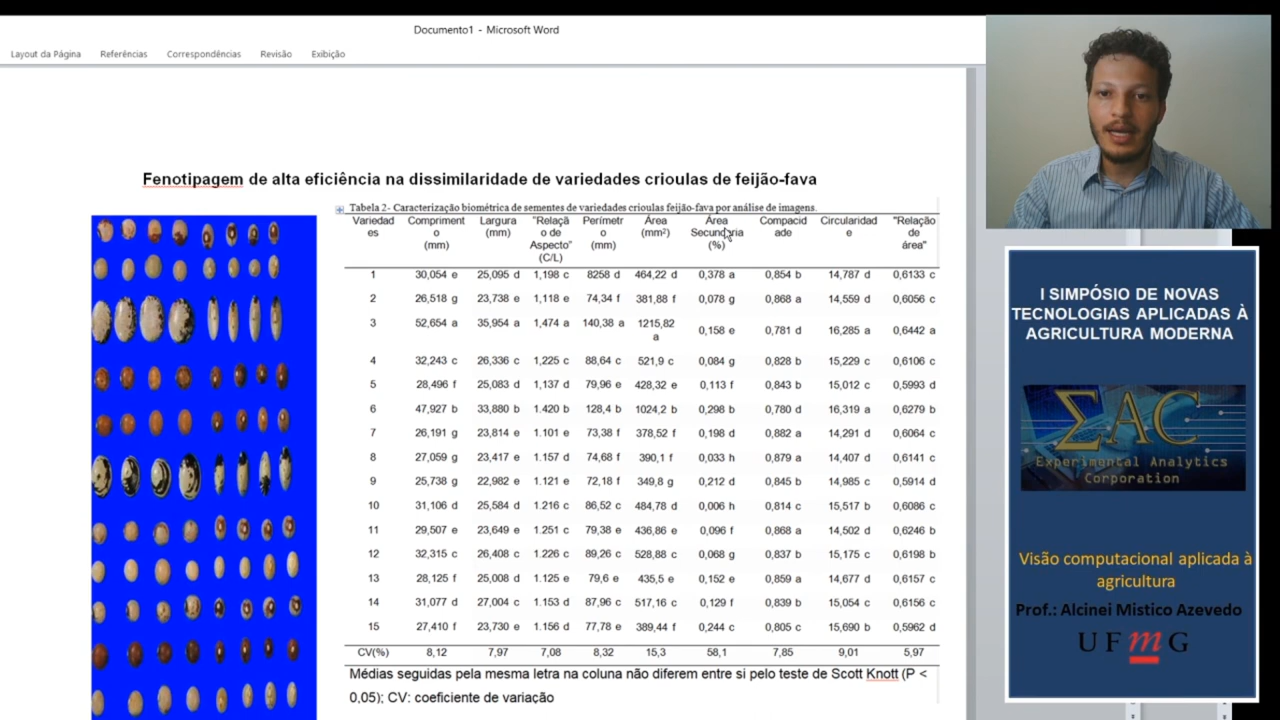 Documento1 - Microsoft Word
Layout da Página Referências Correspondências Revisão Exibição
Fenotipagem de alta eficiência na dissimilaridade de variedades crioulas de feijão-fava
Tabela 2- Caracterização biométrica de sementes de variedades crioulas feijão-fava por análise de imagens.
Variedad Compriment Largura "Relaçã Perímetr Área Área Compacid Circularidad "Relação
es o (mm) o de o (mm²) Secundária ade e de
(mm) Aspecto" (mm) (%) área"
(C/L)
1 30,054 e 25,095 d 1,198 c 8258 d 464,22 d 0,378 a 0,854 b 14,787 d 0,6133 c
2 26,518 g 23,738 e 1,118 e 74,34 f 381,88 f 0,078 g 0,868 a 14,559 d 0,6056 c
3 52,654 a 35,954 a 1,474 a 140,38 a 1215,82 0,158 e 0,781 d 16,285 a 0,6442 a
a
4 32,243 c 26,336 c 1,225 c 88,64 c 521,9 c 0,084 g 0,828 b 15,229 c 0,6106 c
5 28,496 f 25,083 d 1,137 d 79,96 e 428,32 e 0,113 f 0,843 b 15,012 c 0,5993 d
6 47,927 b 33,880 b 1.420 b 128,4 b 1024,2 b 0,298 b 0,780 d 16,319 a 0,6279 b
7 26,191 g 23,814 e 1.101 e 73,38 f 378,52 f 0,198 d 0,882 a 14,291 d 0,6064 c
8 27,059 g 23,417 e 1.157 d 74,68 f 390,1 f 0,033 h 0,879 a 14,407 d 0,6141 c
9 25,738 g 22,982 e 1.121 e 72,18 f 349,8 g 0,212 d 0,845 b 14,985 c 0,5914 d
10 31,106 d 25,584 d 1.216 c 86,52 c 484,78 d 0,006 h 0,814 c 15,517 b 0,6086 c
11 29,507 e 23,649 e 1.251 c 79,38 e 436,86 e 0,096 f 0,868 a 14,502 d 0,6246 b
12 32,315 c 26,408 c 1.226 c 89,26 c 528,88 c 0,068 g 0,837 b 15,175 c 0,6198 b
13 28,125 f 25,008 d 1.125 e 79,6 e 435,5 e 0,152 e 0,859 a 14,677 d 0,6157 c
14 31,077 d 27,004 c 1.153 d 87,96 c 517,16 c 0,129 f 0,839 b 15,054 c 0,6156 c
15 27,410 f 23,730 e 1.156 d 77,78 e 389,44 f 0,244 c 0,805 c 15,690 b 0,5962 d
CV(%) 8,12 7,97 7,08 8,32 15,3 58,1 7,85 9,01 5,97
Médias seguidas pela mesma letra na coluna não diferem entre si pelo teste de Scott Knott (P <
0,05); CV: coeficiente de variação
I SIMPÓSIO DE NOVAS
TECNOLOGIAS APLICADAS À
AGRICULTURA MODERNA
ΣAC
Experimental Analytics
Corporation
Visão computacional aplicada à
agricultura
Prof.: Alcinei Mistico Azevedo
UFmG